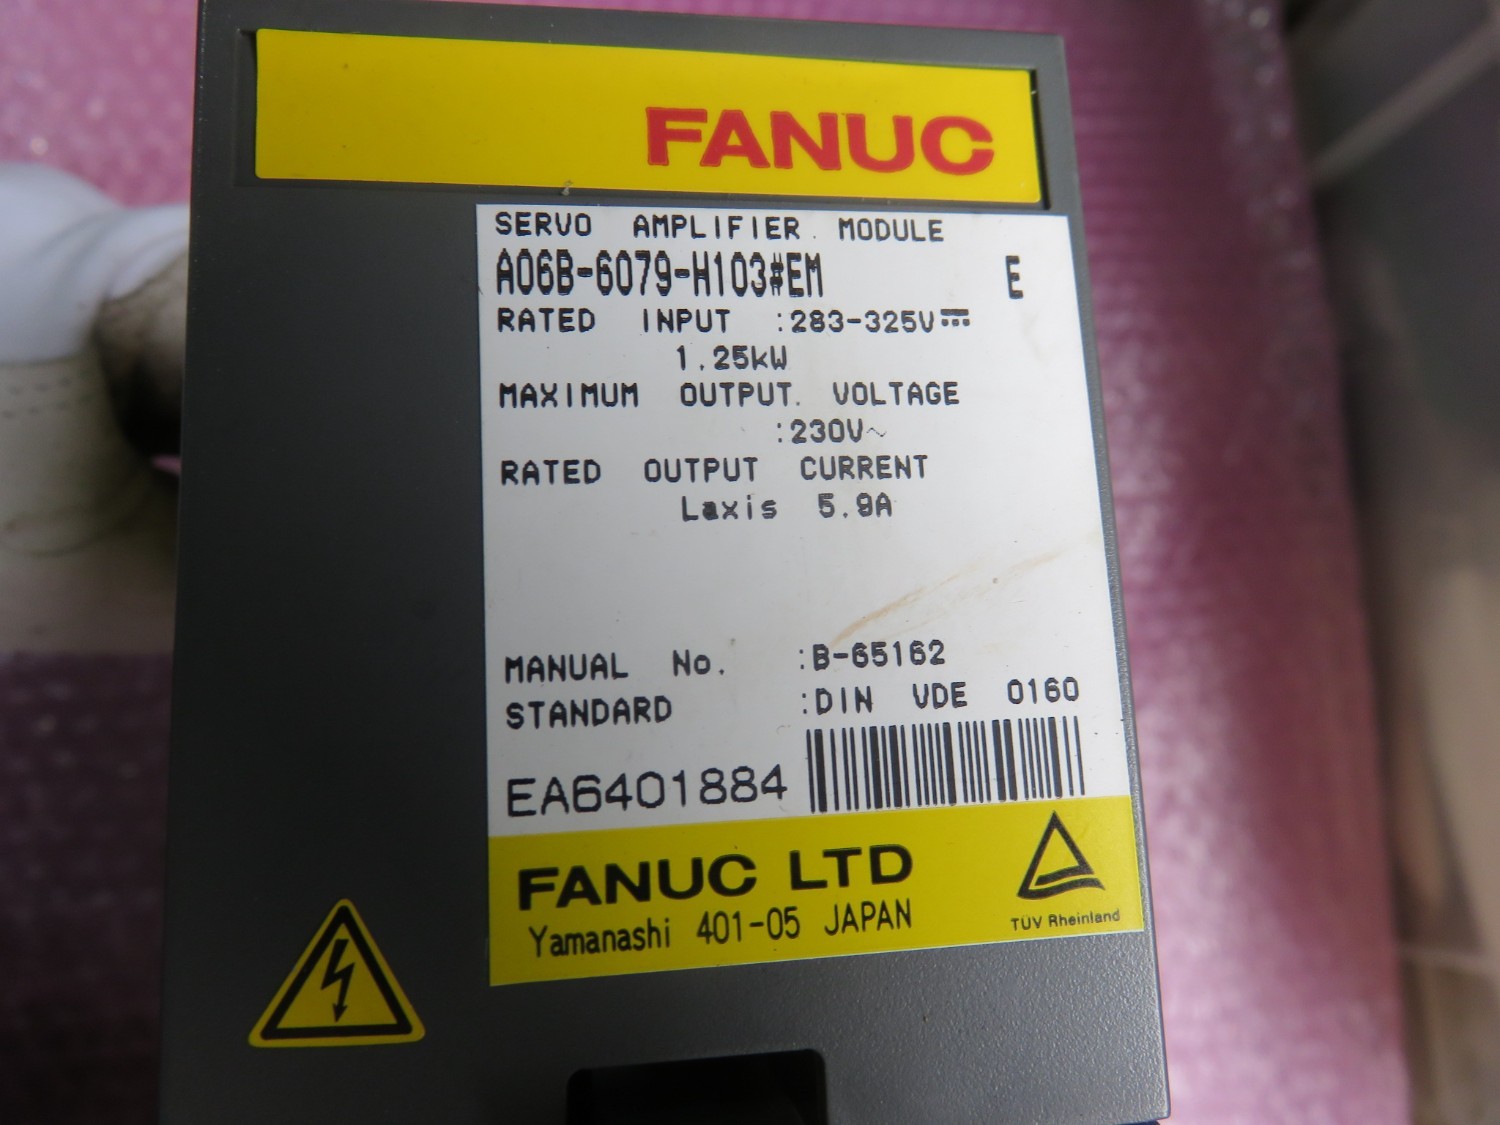 FANUC
SERVO AMPLIFIER MODULE
A06B-6079-H103#EM E
RATED INPUT :283-325V⎓
1.25kW
MAXIMUM OUTPUT. VOLTAGE
:230V~
RATED OUTPUT CURRENT
Laxis 5.9A
MANUAL No. :B-65162
STANDARD :DIN VDE 0160
EA6401884
FANUC LTD
Yamanashi 401-05 JAPAN
TÜV Rheinland